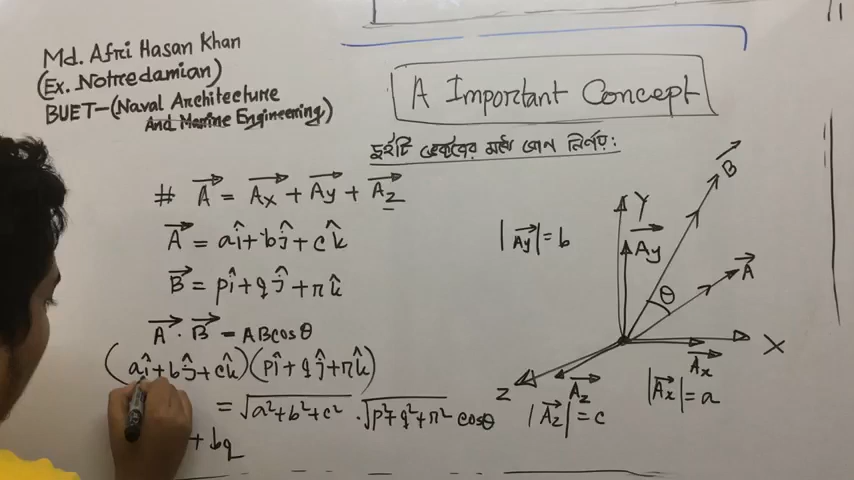 Md. Afri Hasan Khan
(Ex. Notredamian)
BUET-(Naval Architecture
And Marine Engineering)
A Important Concept
দুইটি ভেক্টরের মধ্যে কোন নির্ণয়:
# A⃗ = A⃗x + A⃗y + A⃗z
A⃗ = aî + bĵ + ck̂
B⃗ = pî + qĵ + rk̂
A⃗ . B⃗ = AB cosθ
(aî + bĵ + ck̂)(pî + qĵ + rk̂)
= √a²+b²+c² . √p²+q²+r² cosθ
+ bq
|A⃗y| = b
Y
A⃗y
B⃗
θ
A⃗
X
A⃗x
|A⃗x| = a
Z
A⃗z
|A⃗z| = c